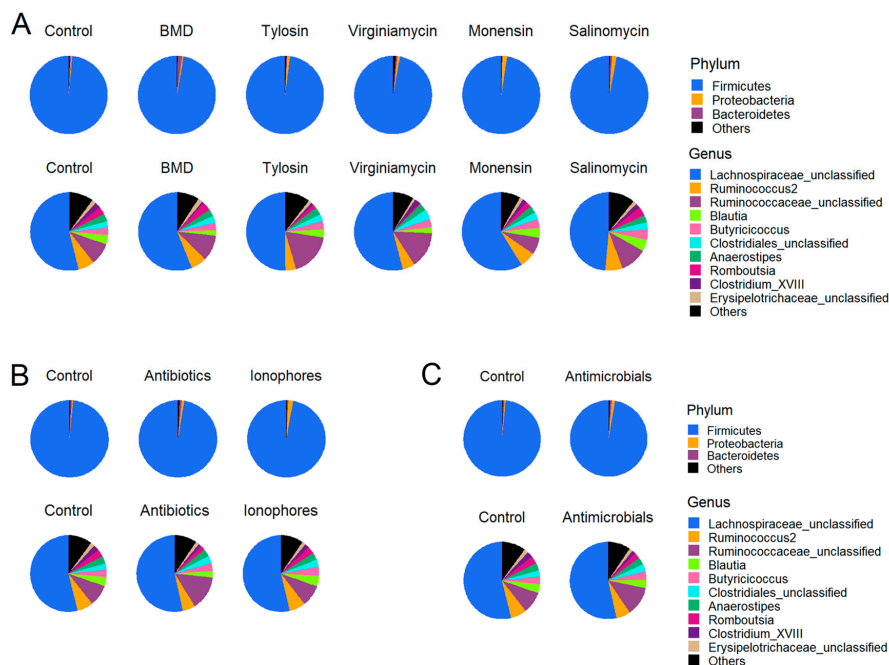 A
Control BMD Tylosin Virginiamycin Monensin Salinomycin
Phylum
Firmicutes
Proteobacteria
Bacteroidetes
Others
Control BMD Tylosin Virginiamycin Monensin Salinomycin
Genus
Lachnospiraceae_unclassified
Ruminococcus2
Ruminococcaceae_unclassified
Blautia
Butyricicoccus
Clostridiales_unclassified
Anaerostipes
Romboutsia
Clostridium_XVIII
Erysipelotrichaceae_unclassified
Others
B
Control Antibiotics Ionophores
Control Antibiotics Ionophores
C
Control Antimicrobials
Control Antimicrobials
Phylum
Firmicutes
Proteobacteria
Bacteroidetes
Others
Genus
Lachnospiraceae_unclassified
Ruminococcus2
Ruminococcaceae_unclassified
Blautia
Butyricicoccus
Clostridiales_unclassified
Anaerostipes
Romboutsia
Clostridium_XVIII
Erysipelotrichaceae_unclassified
Others